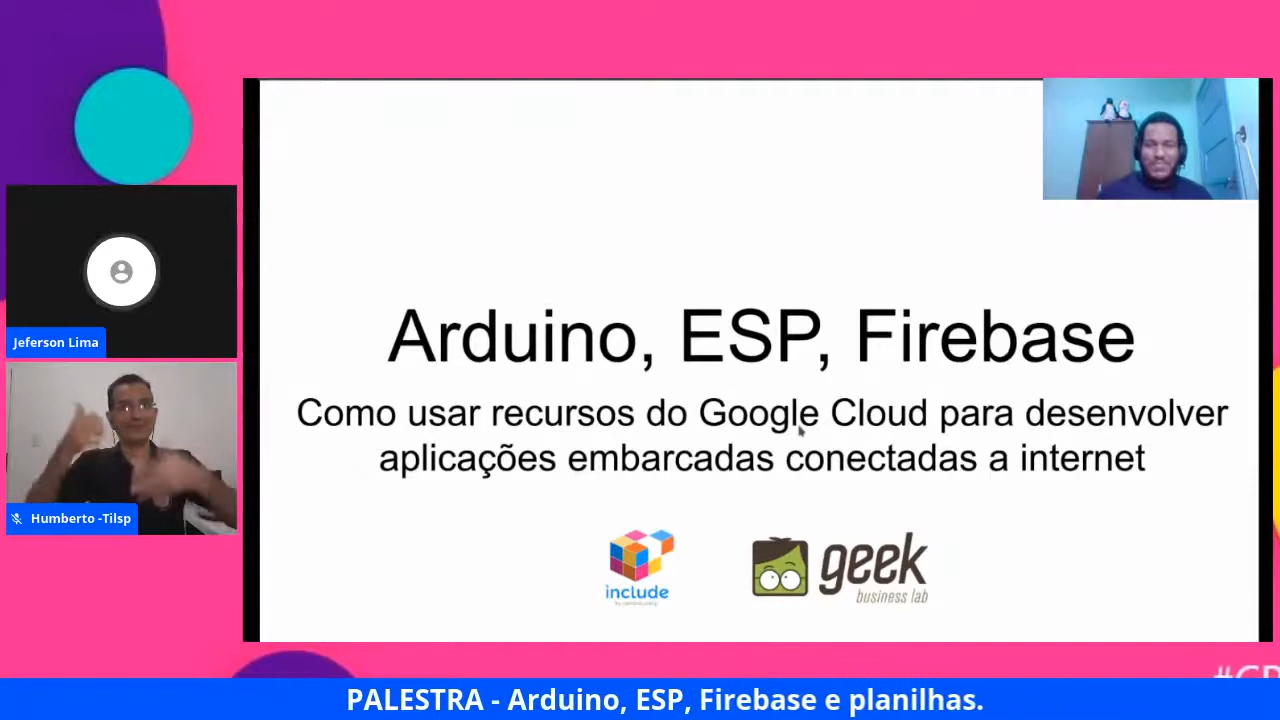 Arduino, ESP, Firebase
Como usar recursos do Google Cloud para desenvolver
aplicações embarcadas conectadas a internet
include
geek
business lab
Jeferson Lima
Humberto -Tilsp
PALESTRA - Arduino, ESP, Firebase e planilhas.